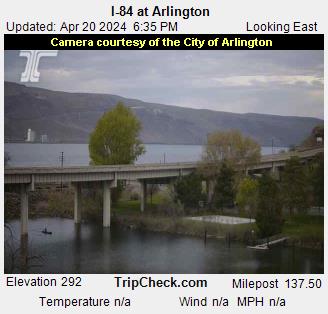 I-84 at Arlington
Updated: Apr 20 2024 6:35 PM Looking East
Camera courtesy of the City of Arlington
Elevation 292 TripCheck.com Milepost 137.50
Temperature n/a Wind n/a MPH n/a